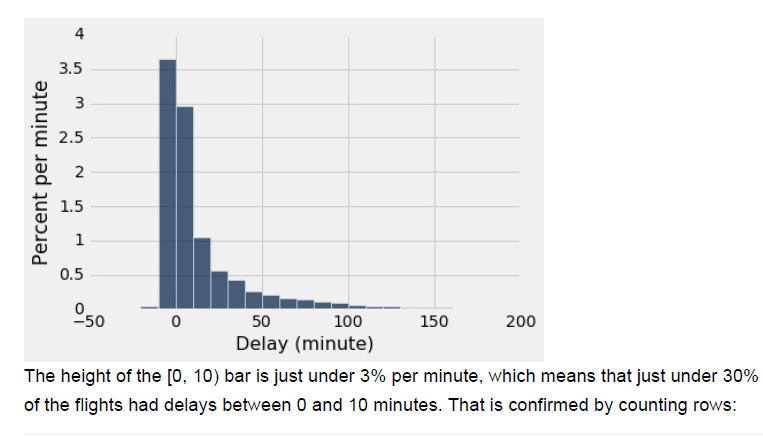 4
3.5
3
2.5
2
1.5
1
0.5
0
Percent per minute
−50 0 50 100 150 200
Delay (minute)
The height of the [0, 10) bar is just under 3% per minute, which means that just under 30%
of the flights had delays between 0 and 10 minutes. That is confirmed by counting rows: